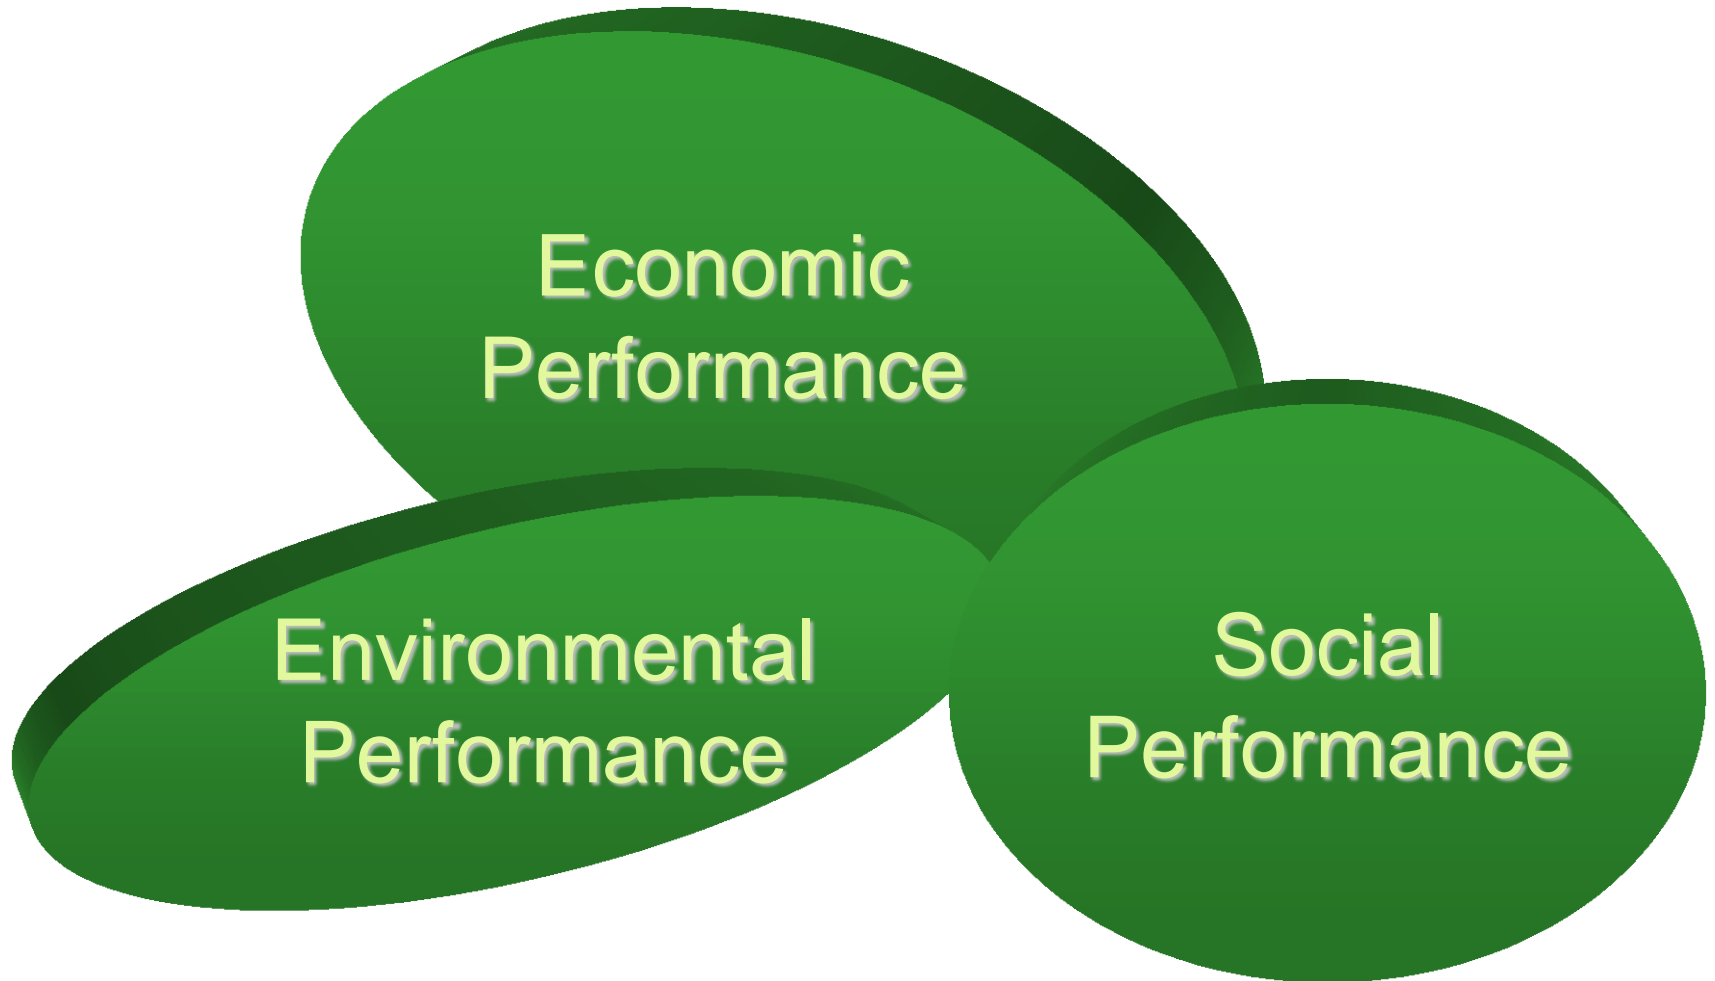 Economic
Performance
Environmental
Performance
Social
Performance